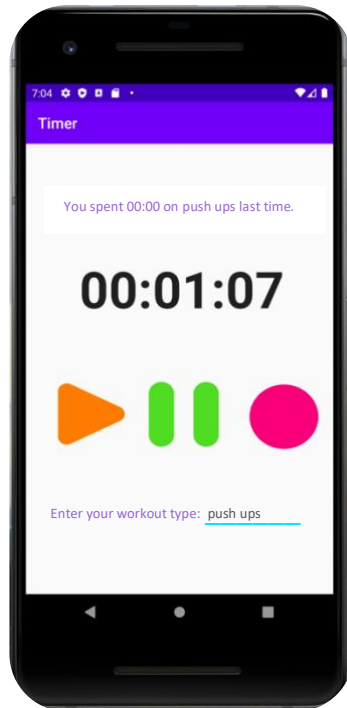 7:04
Timer
You spent 00:00 on push ups last time.
00:01:07
Enter your workout type: push ups